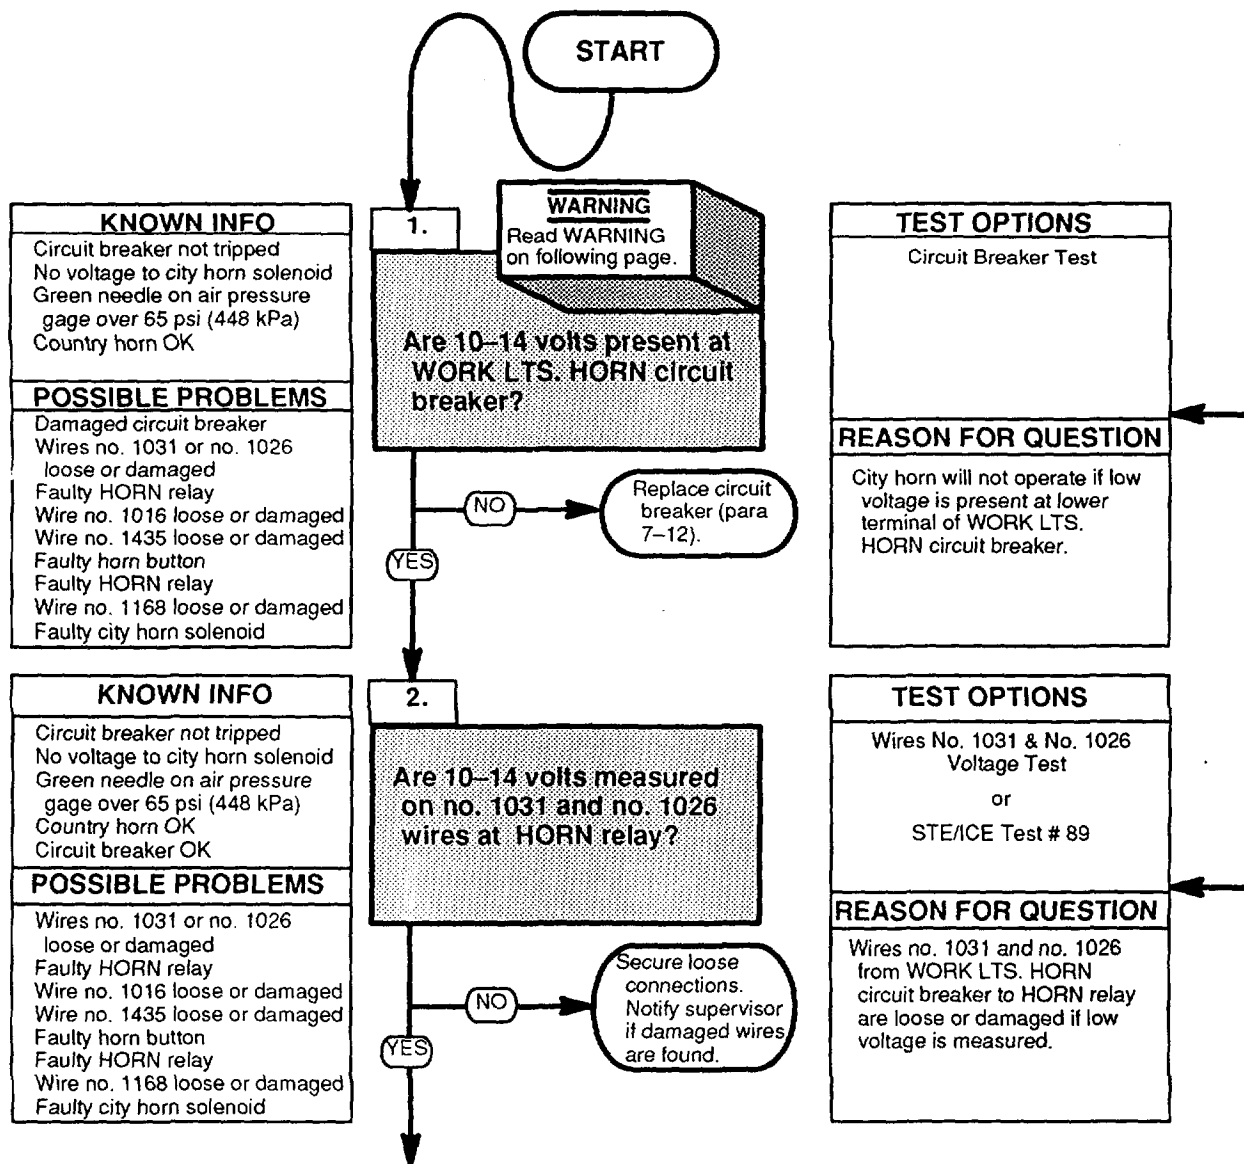 START
KNOWN INFO
Circuit breaker not tripped
No voltage to city horn solenoid
Green needle on air pressure
gage over 65 psi (448 kPa)
Country horn OK
POSSIBLE PROBLEMS
Damaged circuit breaker
Wires no. 1031 or no. 1026
loose or damaged
Faulty HORN relay
Wire no. 1016 loose or damaged
Wire no. 1435 loose or damaged
Faulty horn button
Faulty HORN relay
Wire no. 1168 loose or damaged
Faulty city horn solenoid
1.
WARNING
Read WARNING
on following page.
Are 10–14 volts present at
WORK LTS. HORN circuit
breaker?
NO
Replace circuit
breaker (para
7–12).
YES
TEST OPTIONS
Circuit Breaker Test
REASON FOR QUESTION
City horn will not operate if low
voltage is present at lower
terminal of WORK LTS.
HORN circuit breaker.
KNOWN INFO
Circuit breaker not tripped
No voltage to city horn solenoid
Green needle on air pressure
gage over 65 psi (448 kPa)
Country horn OK
Circuit breaker OK
POSSIBLE PROBLEMS
Wires no. 1031 or no. 1026
loose or damaged
Faulty HORN relay
Wire no. 1016 loose or damaged
Wire no. 1435 loose or damaged
Faulty horn button
Faulty HORN relay
Wire no. 1168 loose or damaged
Faulty city horn solenoid
2.
Are 10–14 volts measured
on no. 1031 and no. 1026
wires at HORN relay?
NO
Secure loose
connections.
Notify supervisor
if damaged wires
are found.
YES
TEST OPTIONS
Wires No. 1031 & No. 1026
Voltage Test
or
STE/ICE Test # 89
REASON FOR QUESTION
Wires no. 1031 and no. 1026
from WORK LTS. HORN
circuit breaker to HORN relay
are loose or damaged if low
voltage is measured.